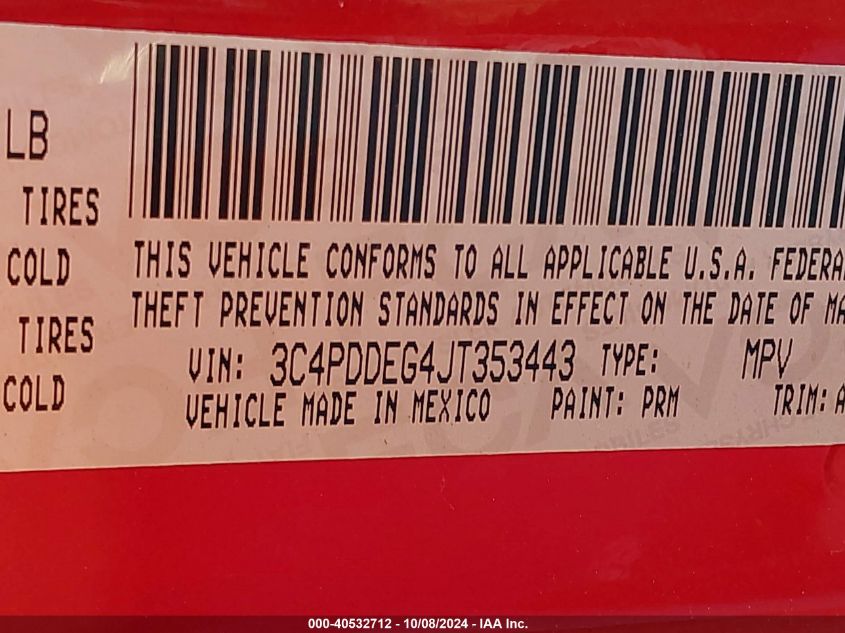 LB
TIRES
COLD
TIRES
COLD
THIS VEHICLE CONFORMS TO ALL APPLICABLE U.S.A. FEDERA
THEFT PREVENTION STANDARDS IN EFFECT ON THE DATE OF MA
VIN: 3C4PDDEG4JT353443 TYPE: MPV
VEHICLE MADE IN MEXICO PAINT: PRM TRIM: A
000-40532712 - 10/08/2024 - IAA Inc.